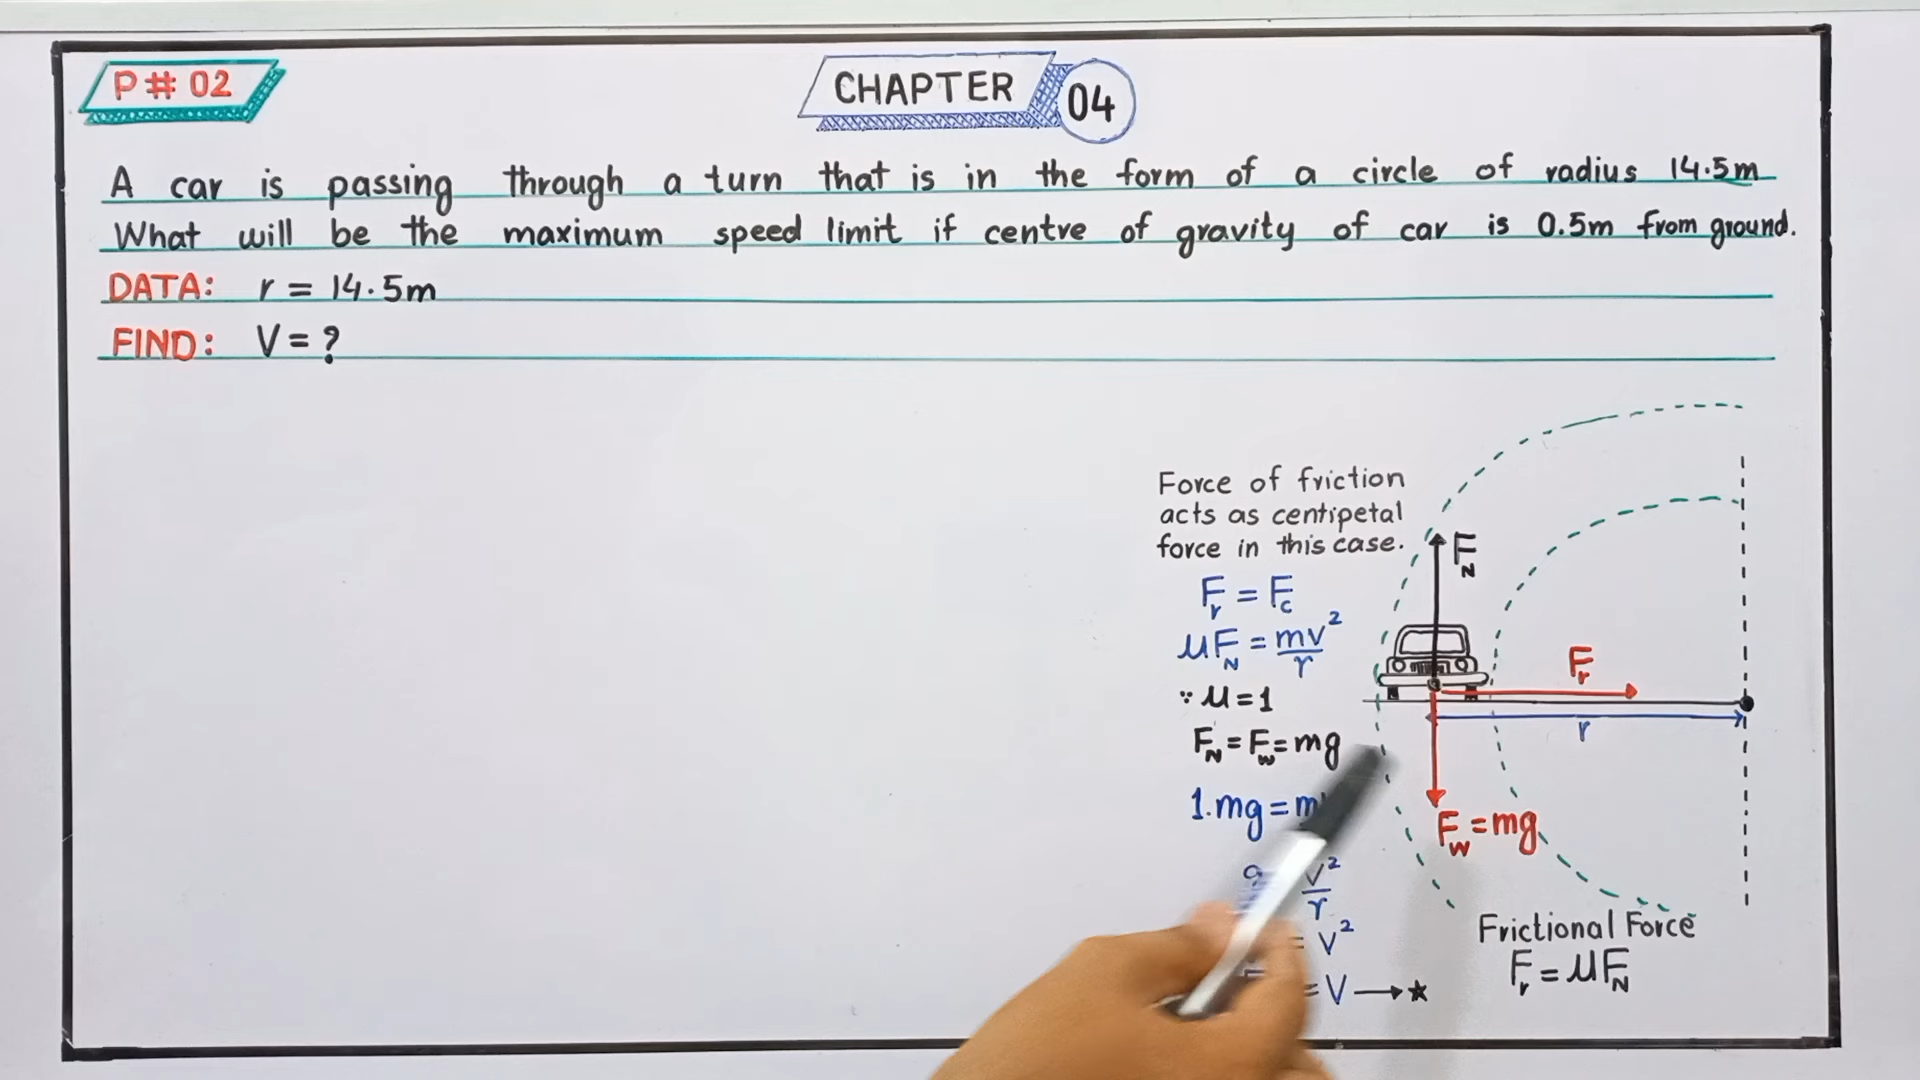 P# 02
CHAPTER 04
A car is passing through a turn that is in the form of a circle of radius 14.5m
What will be the maximum speed limit if centre of gravity of car is 0.5m from ground.
DATA: r = 14.5m
FIND: V = ?
Force of friction
acts as centipetal
force in this case.
Fr = Fc
μFN = mv²/r
∵ μ = 1
FN = Fw = mg
1.mg = m
v²/r
= V²
= V → ★
FN
Fr
r
Fw = mg
Frictional Force
Fr = μFN